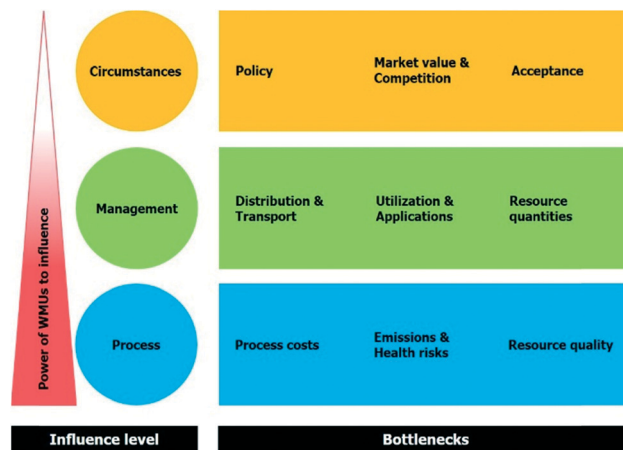 Circumstances
Policy
Market value &
Competition
Acceptance
Management
Distribution &
Transport
Utilization &
Applications
Resource
quantities
Power of WMUs to influence
Process
Process costs
Emissions &
Health risks
Resource quality
Influence level
Bottlenecks